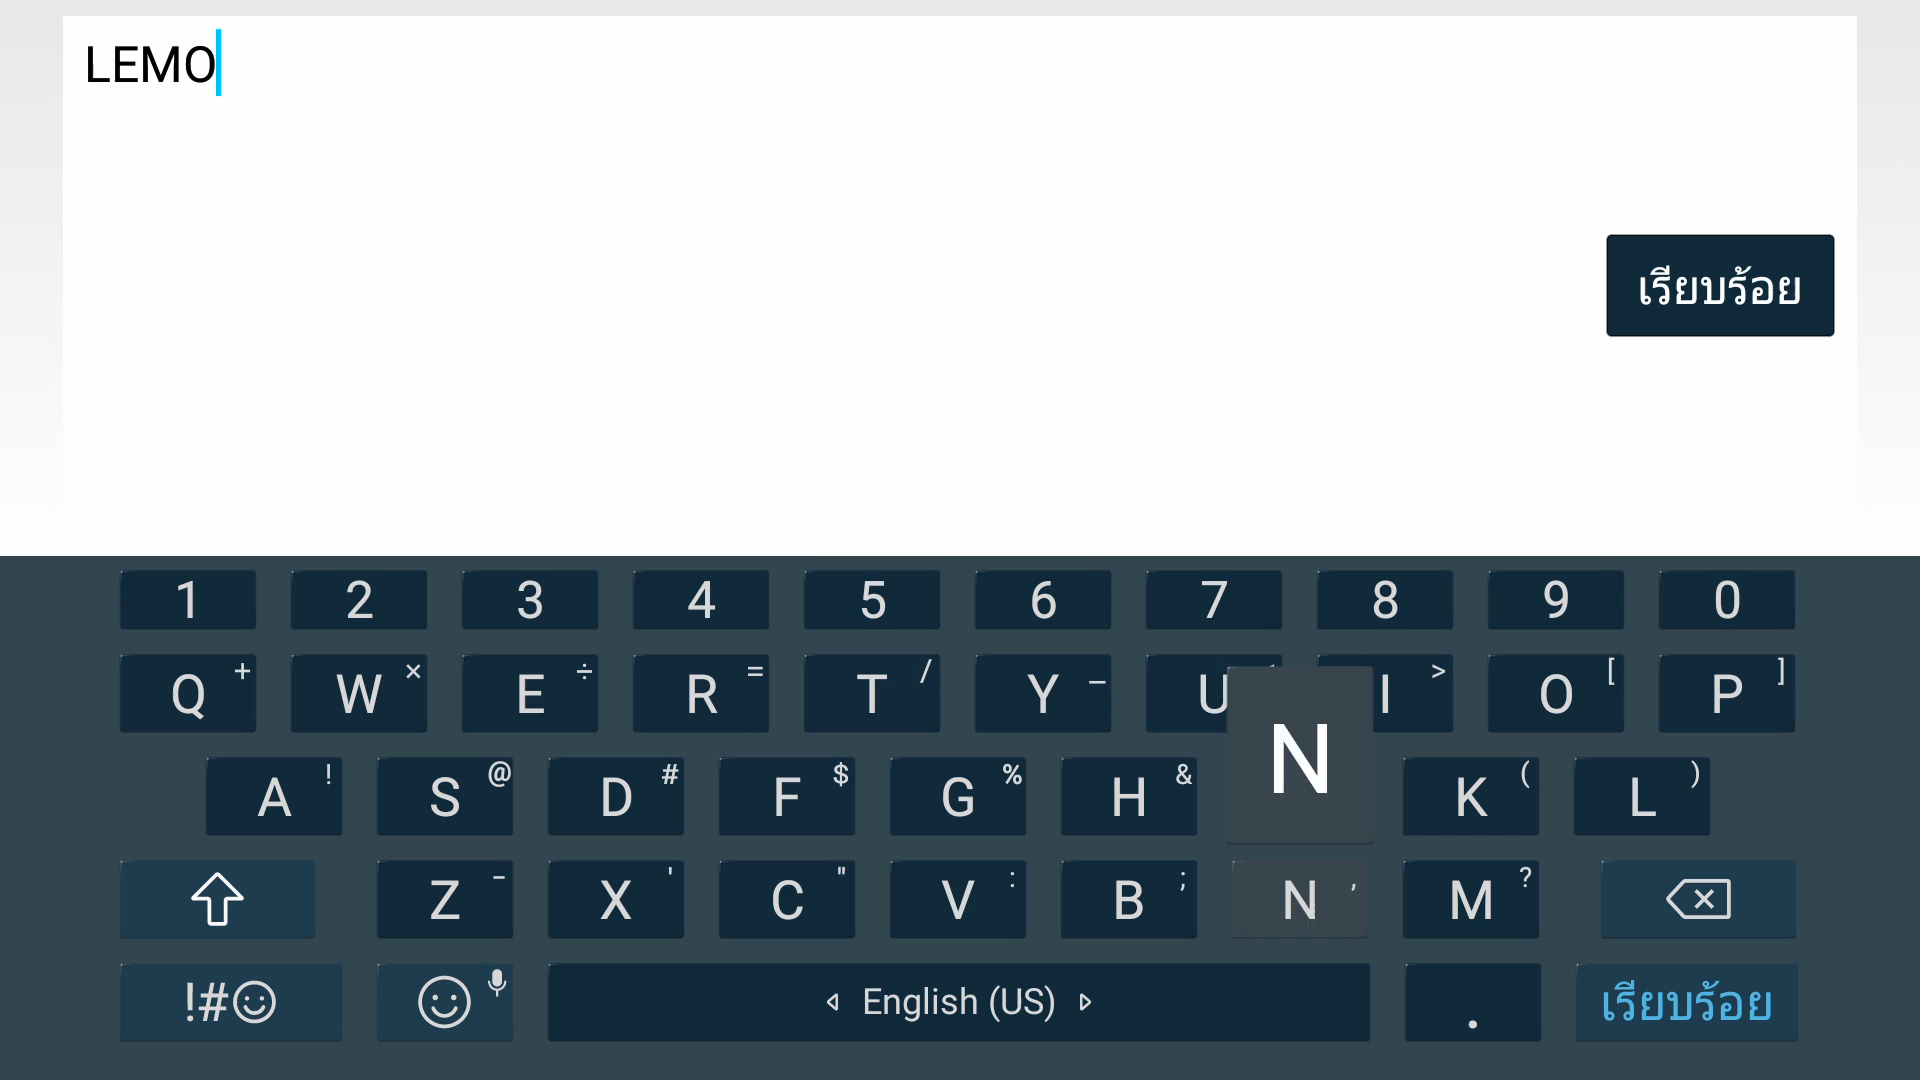 LEMO
เรียบร้อย
1 2 3 4 5 6 7 8 9 0
Q + W × E ÷ R = T / Y _ U I > O [ P ]
A ! S @ D # F $ G % H & N K ( L )
Z - X ' C " V : B ; N , M ?
!#☺ English (US) . เรียบร้อย